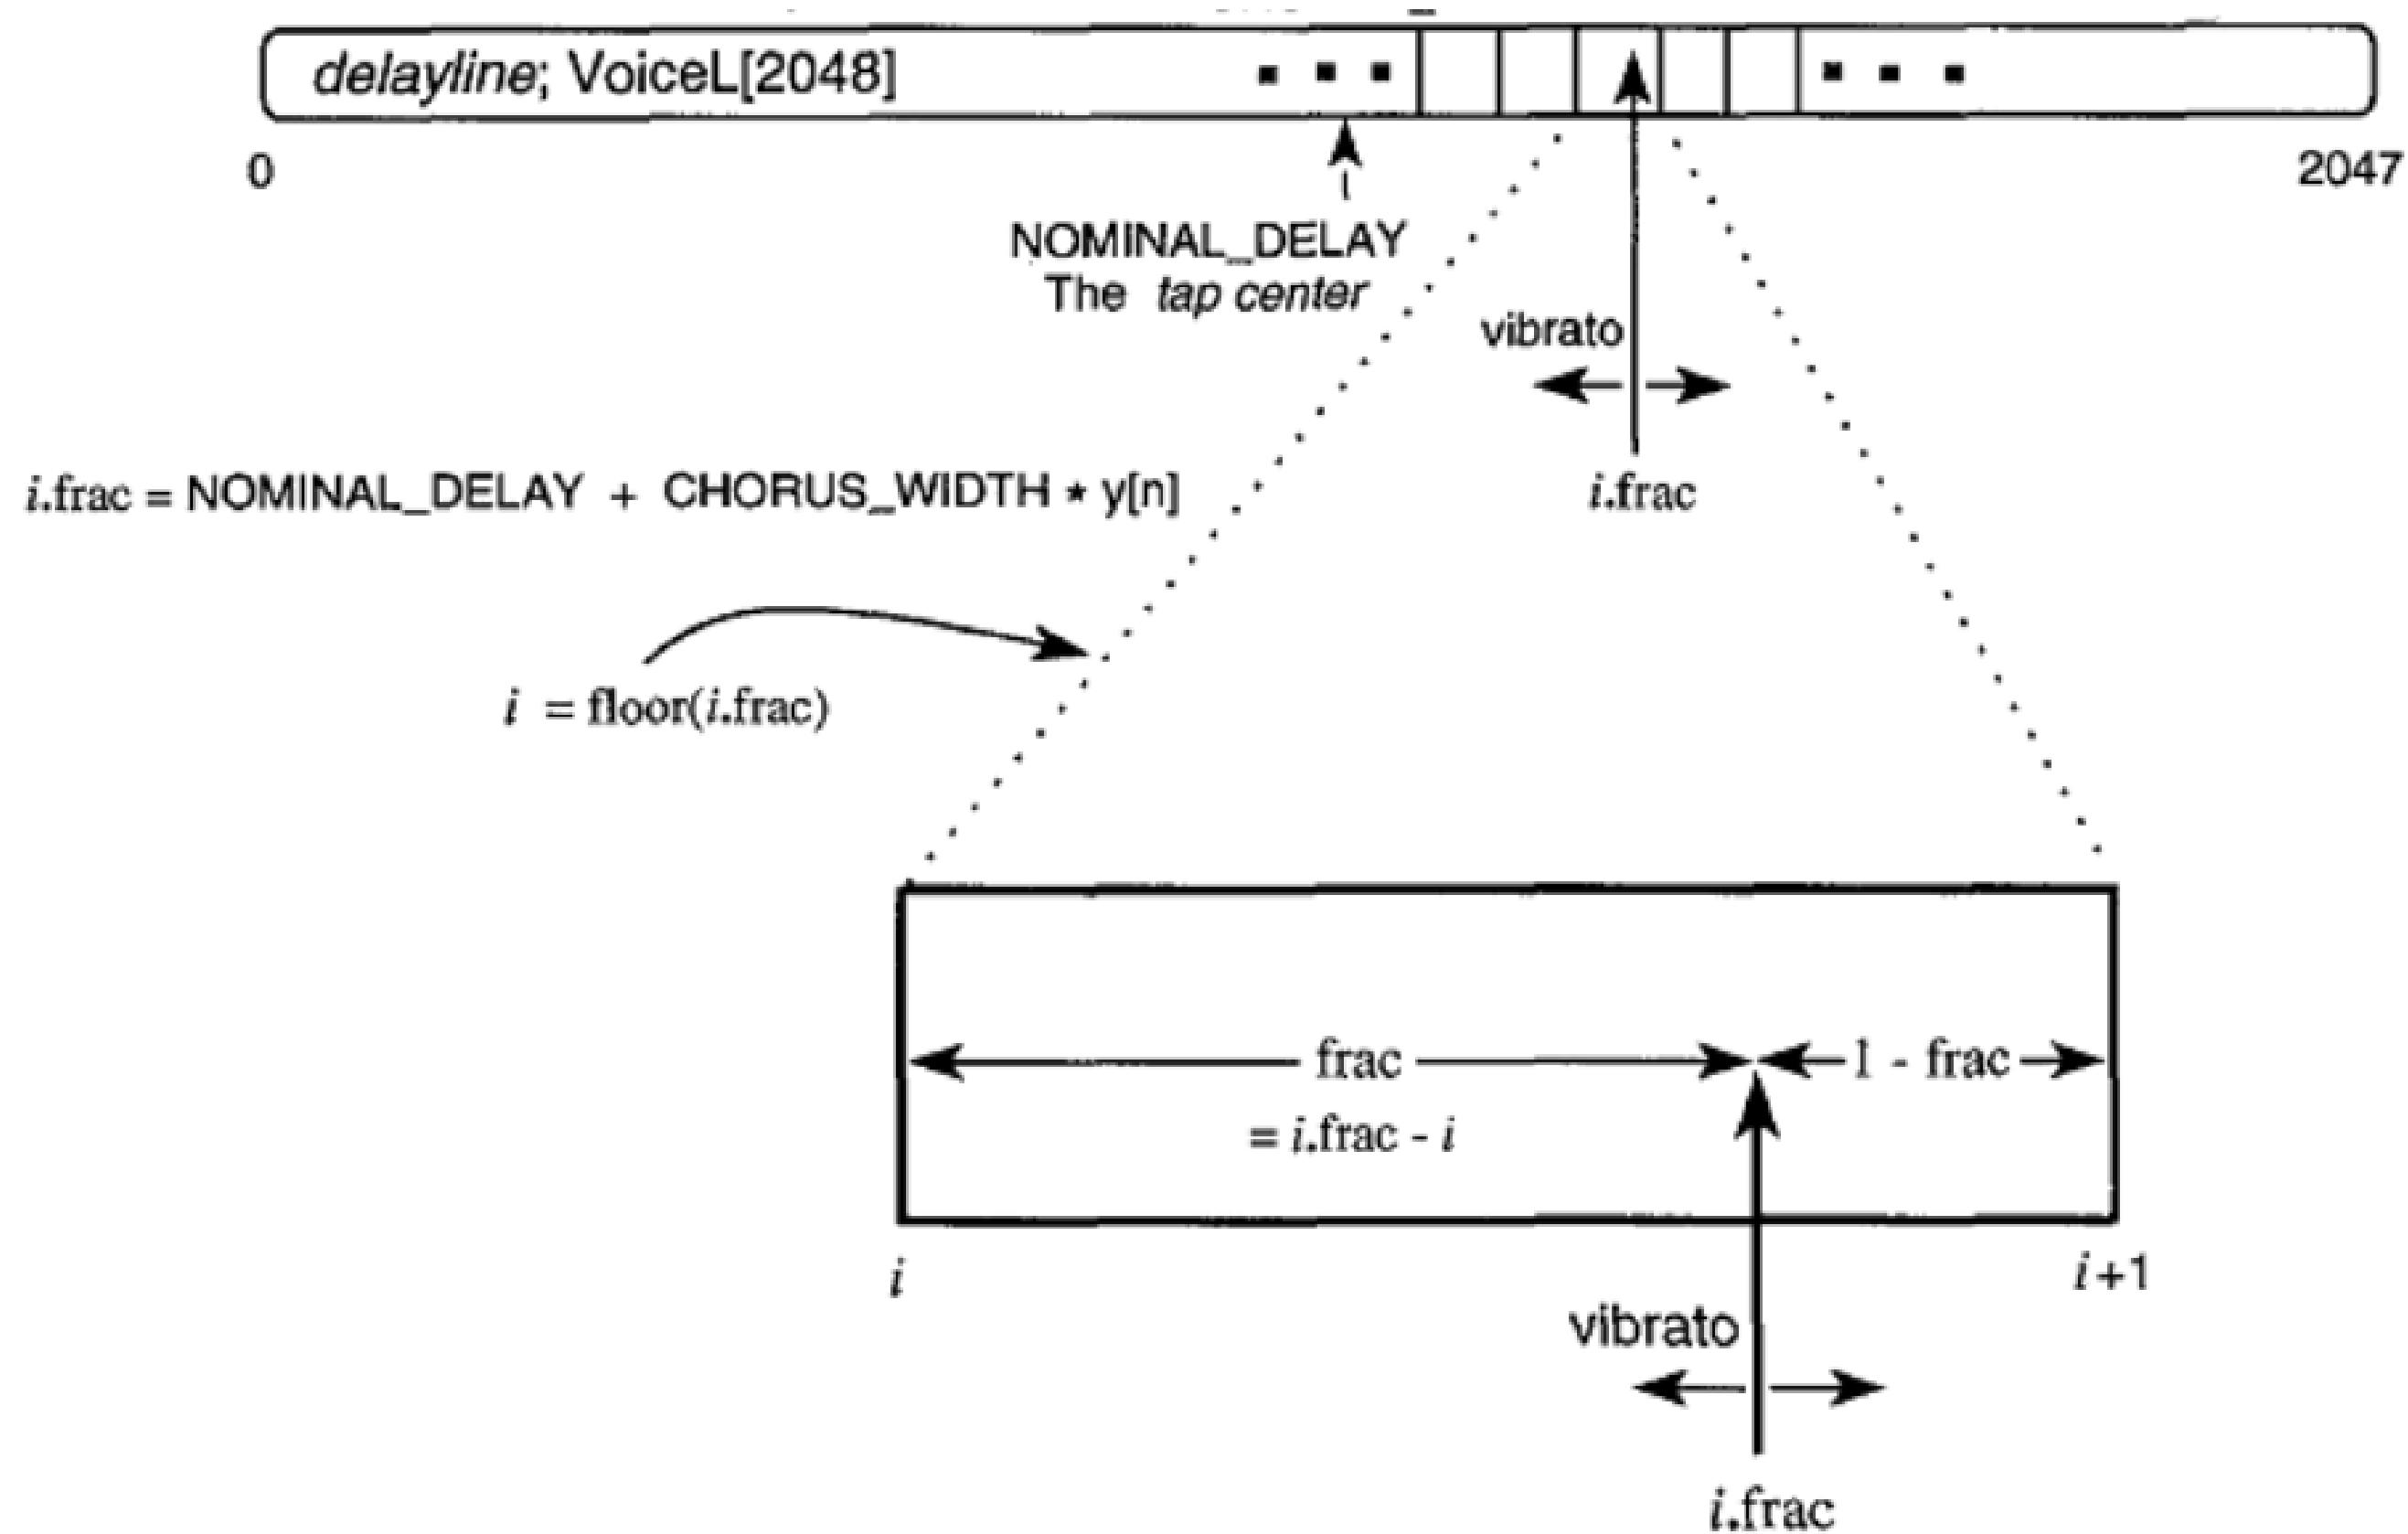 delayline; VoiceL[2048]
0
2047
NOMINAL_DELAY
The tap center
vibrato
i.frac = NOMINAL_DELAY + CHORUS_WIDTH * y[n]
i.frac
i = floor(i.frac)
frac
1 - frac
= i.frac - i
i
i+1
vibrato
i.frac